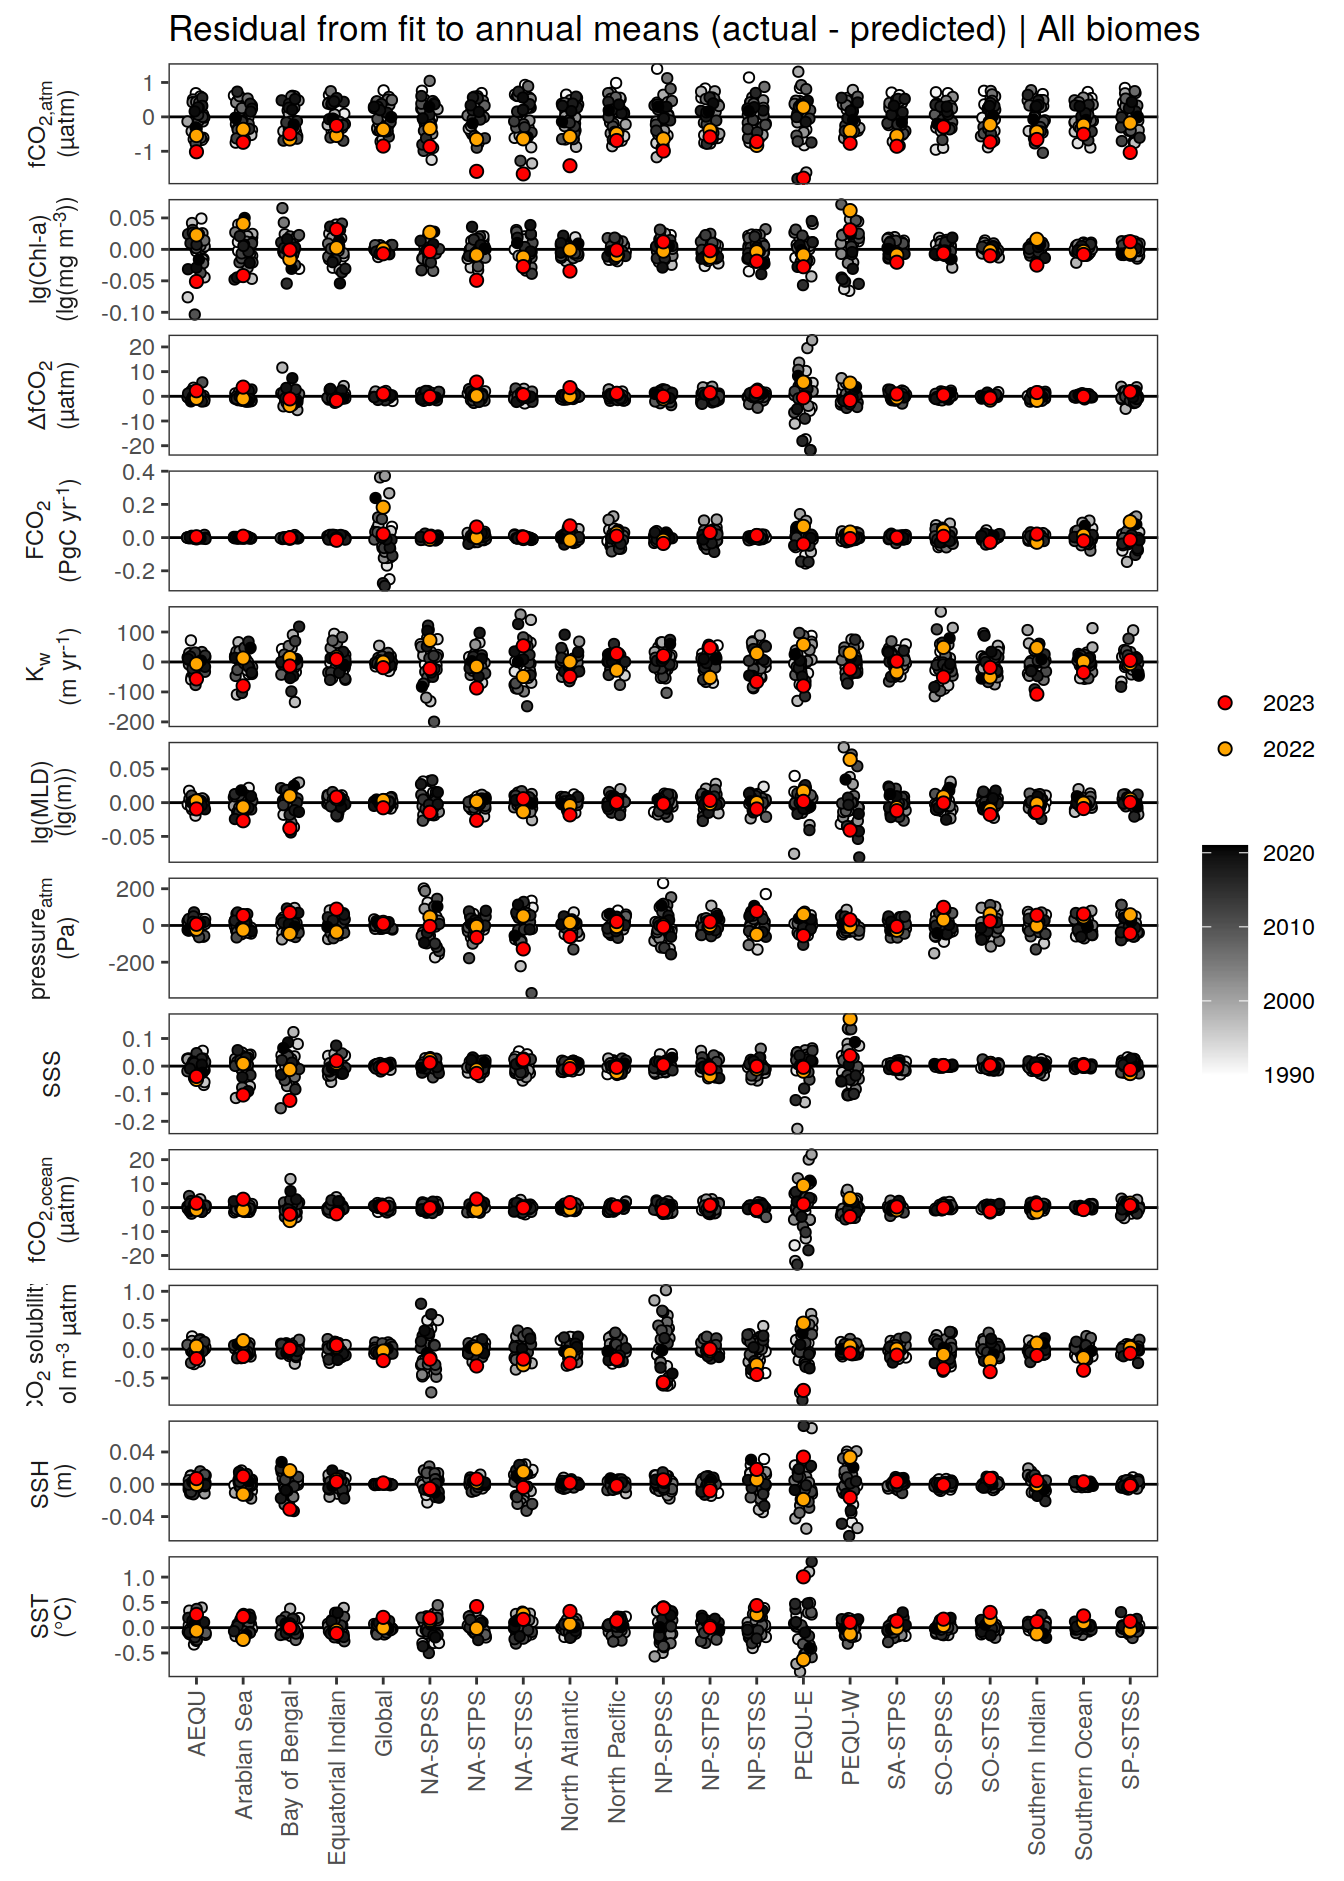 Residual from fit to annual means (actual - predicted) | All biomes
fCO2,atm
(µatm)
1
0
-1
lg(Chl-a)
(lg(mg m-3))
0.05
0.00
-0.05
-0.10
ΔfCO2
(µatm)
20
10
0
-10
-20
FCO2
(PgC yr-1)
0.4
0.2
0.0
-0.2
Kw
(m yr-1)
100
0
-100
-200
lg(MLD)
(lg(m))
0.05
0.00
-0.05
pressureatm
(Pa)
200
0
-200
SSS
0.1
0.0
-0.1
-0.2
fCO2,ocean
(µatm)
20
10
0
-10
-20
CO2 solubility
ol m-3 µatm
1.0
0.5
0.0
-0.5
SSH
(m)
0.04
0.00
-0.04
SST
(°C)
1.0
0.5
0.0
-0.5
AEQU
Arabian Sea
Bay of Bengal
Equatorial Indian
Global
NA-SPSS
NA-STPS
NA-STSS
North Atlantic
North Pacific
NP-SPSS
NP-STPS
NP-STSS
PEQU-E
PEQU-W
SA-STPS
SO-SPSS
SO-STSS
Southern Indian
Southern Ocean
SP-STSS
2023
2022
2020
2010
2000
1990